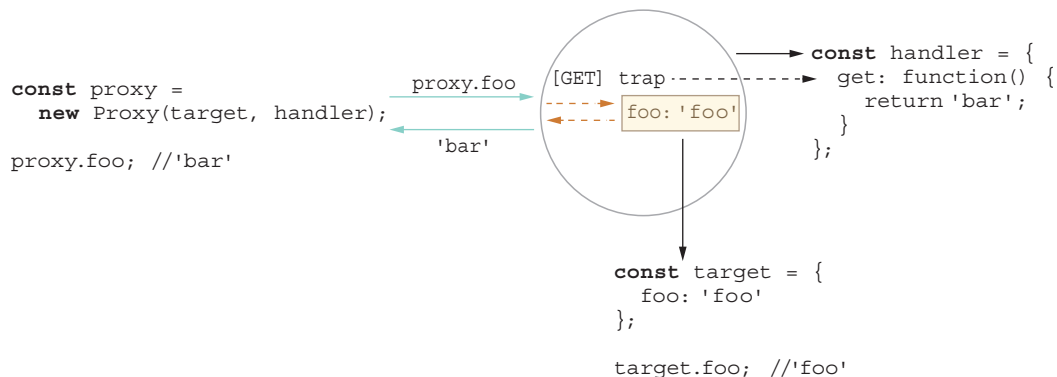 const proxy =
  new Proxy(target, handler);
proxy.foo; //'bar'
proxy.foo
'bar'
[GET] trap
foo: 'foo'
const handler = {
  get: function() {
    return 'bar';
  }
};
const target = {
  foo: 'foo'
};
target.foo; //'foo'